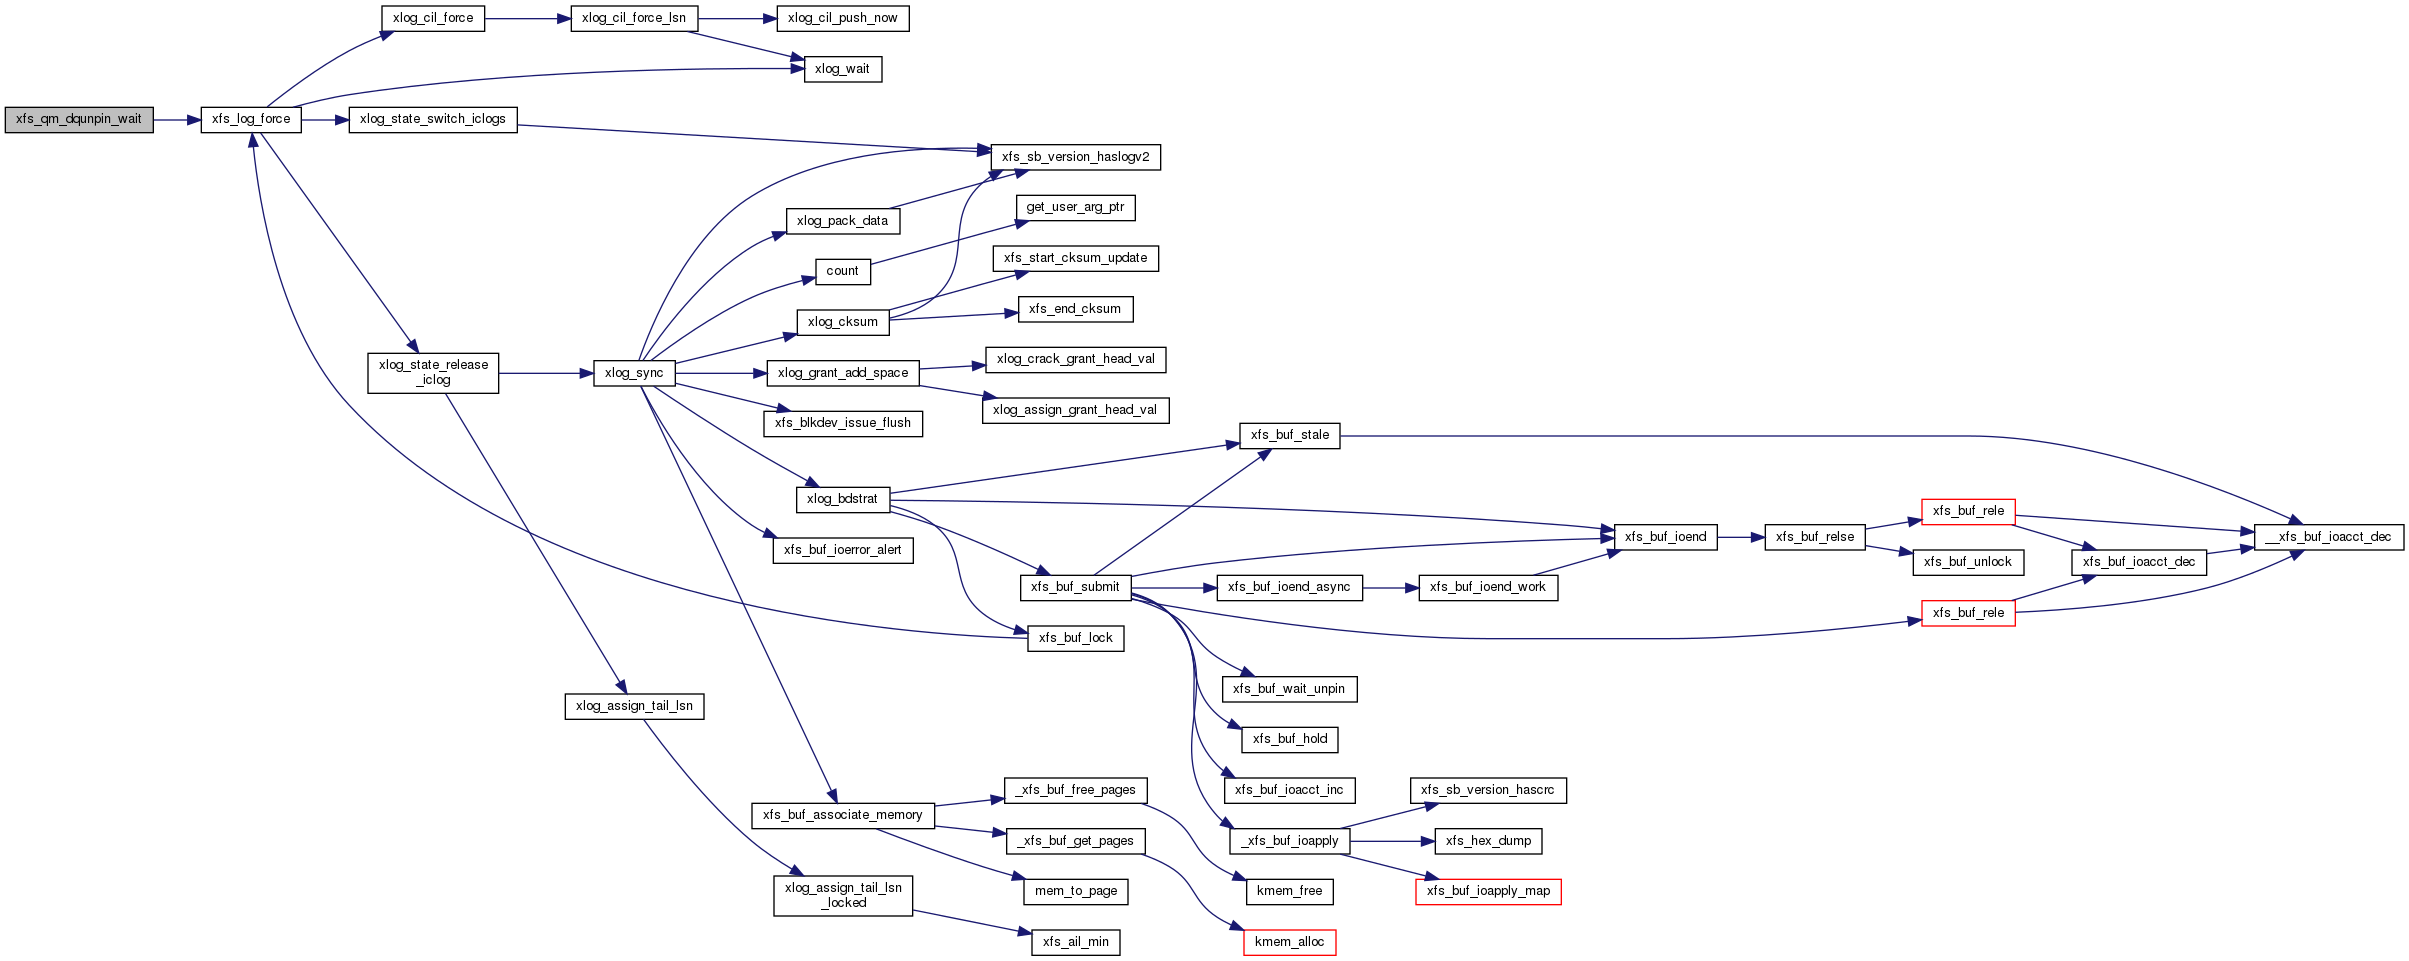 xlog_cil_force
xlog_cil_force_lsn
xlog_cil_push_now
xlog_wait
xfs_qm_dqunpin_wait
xfs_log_force
xlog_state_switch_iclogs
xfs_sb_version_haslogv2
xlog_pack_data
get_user_arg_ptr
count
xfs_start_cksum_update
xlog_cksum
xfs_end_cksum
xlog_state_release
_iclog
xlog_sync
xlog_grant_add_space
xlog_crack_grant_head_val
xlog_assign_grant_head_val
xfs_blkdev_issue_flush
xfs_buf_stale
xlog_bdstrat
xfs_buf_rele
xfs_buf_ioerror_alert
xfs_buf_ioend
xfs_buf_relse
__xfs_buf_ioacct_dec
xfs_buf_unlock
xfs_buf_ioacct_dec
xfs_buf_submit
xfs_buf_ioend_async
xfs_buf_ioend_work
xfs_buf_rele
xfs_buf_lock
xfs_buf_wait_unpin
xlog_assign_tail_lsn
xfs_buf_hold
xfs_buf_ioacct_inc
xfs_sb_version_hascrc
_xfs_buf_free_pages
xfs_buf_associate_memory
_xfs_buf_get_pages
_xfs_buf_ioapply
xfs_hex_dump
mem_to_page
kmem_free
xfs_buf_ioapply_map
xlog_assign_tail_lsn
_locked
xfs_ail_min
kmem_alloc